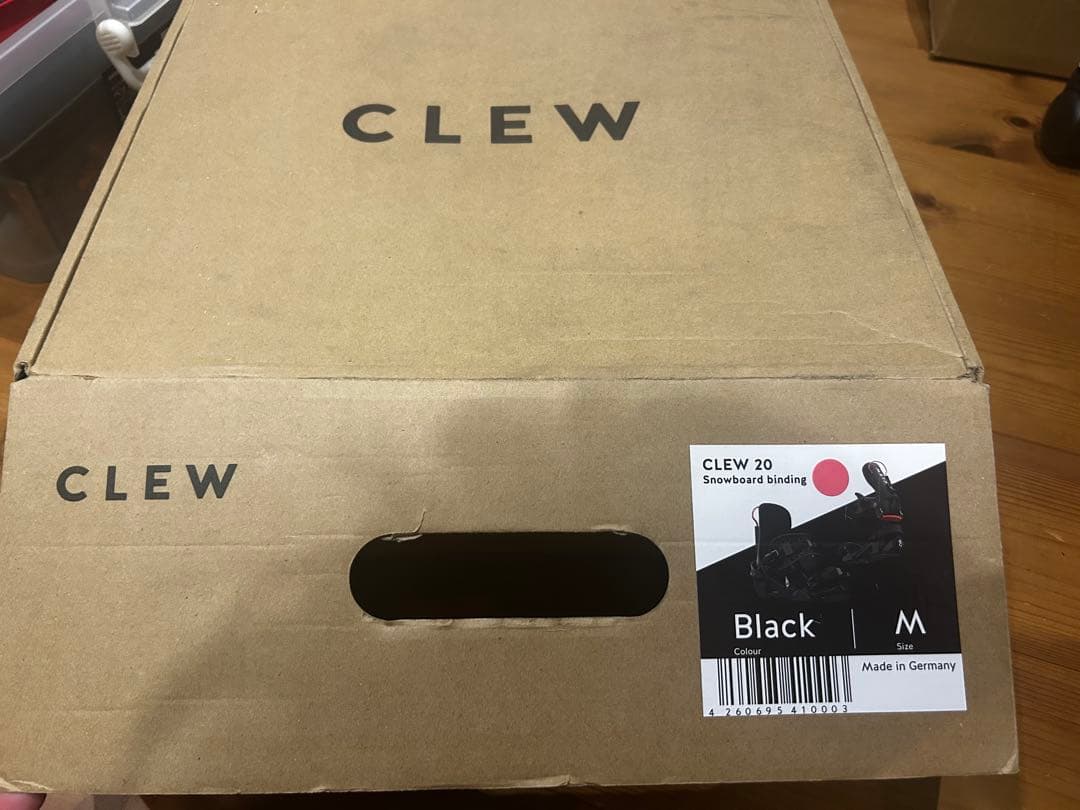 CLEW
CLEW
CLEW 20
Snowboard binding
Black
M
Colour
Size
Made in Germany
4 260695 410003